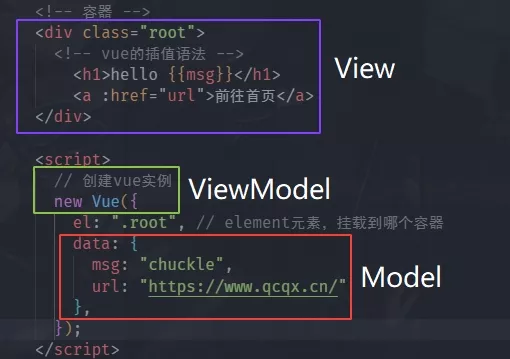 <!-- 容器 -->
<div class="root">
<!-- vue的插值语法 -->
<h1>hello {{msg}}</h1>
<a :href="url">前往首页</a>
</div>
View
<script>
// 创建vue实例
new Vue({
ViewModel
el: ".root", // element元素，挂载到哪个容器
data: {
msg: "chuckle",
url: "https://www.qcqx.cn/"
Model
},
});
</script>